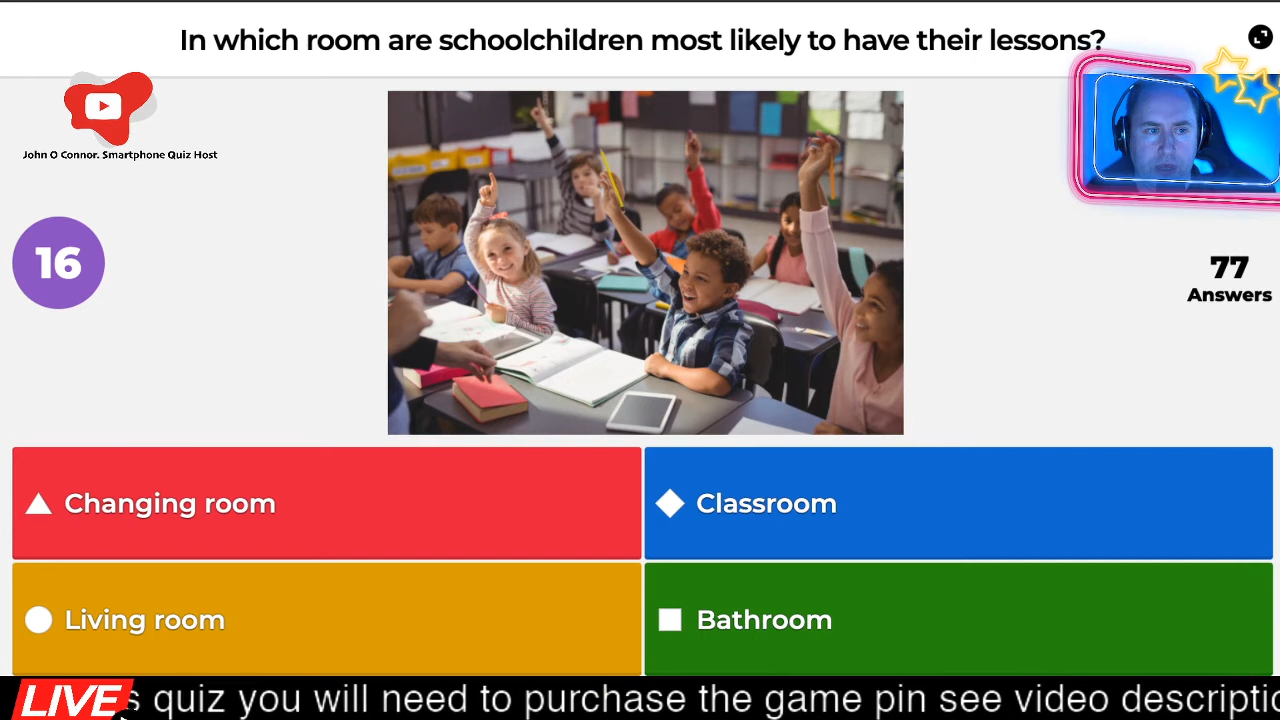 In which room are schoolchildren most likely to have their lessons?
John O Connor. Smartphone Quiz Host
16
77
Answers
Changing room
Classroom
Living room
Bathroom
LIVE
s quiz you will need to purchase the game pin see video descriptio